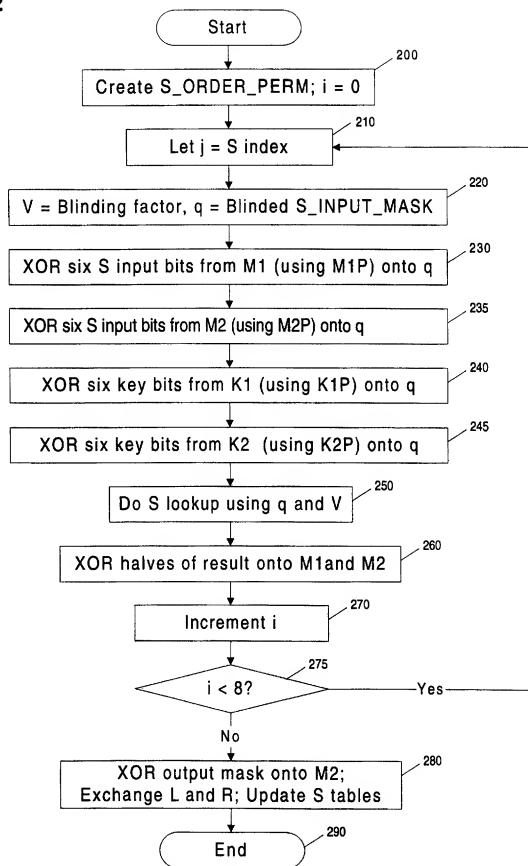 Start
200
Create S_ORDER_PERM; i = 0
210
Let j = S index
220
V = Blinding factor, q = Blinded S_INPUT_MASK
230
XOR six S input bits from M1 (using M1P) onto q
235
XOR six S input bits from M2 (using M2P) onto q
240
XOR six key bits from K1 (using K1P) onto q
245
XOR six key bits from K2 (using K2P) onto q
250
Do S lookup using q and V
260
XOR halves of result onto M1and M2
270
Increment i
275
i < 8?
Yes
No
280
XOR output mask onto M2;
Exchange L and R; Update S tables
290
End